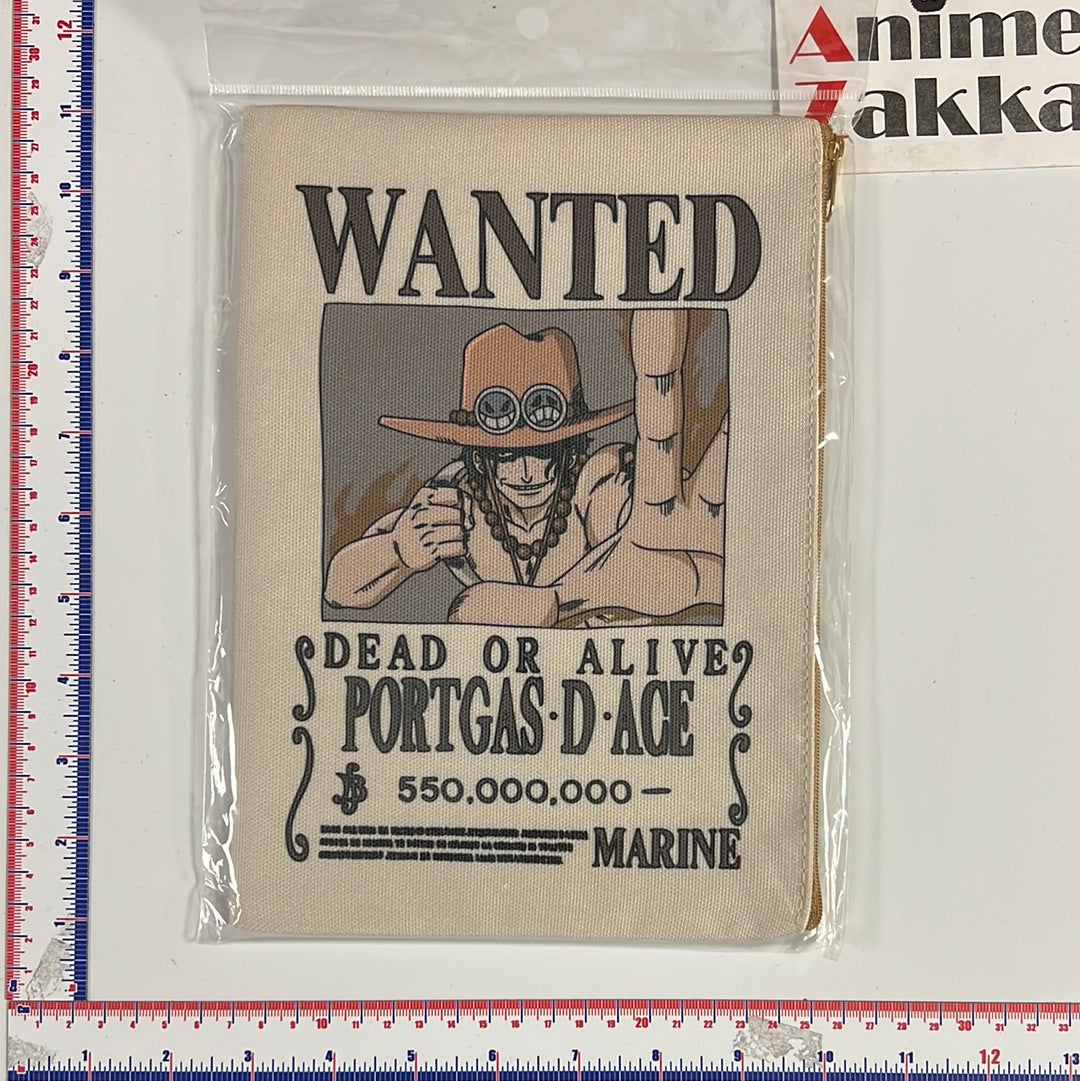 Anime
Zakka
WANTED
DEAD OR ALIVE
PORTGAS·D·ACE
550,000,000—
MARINE